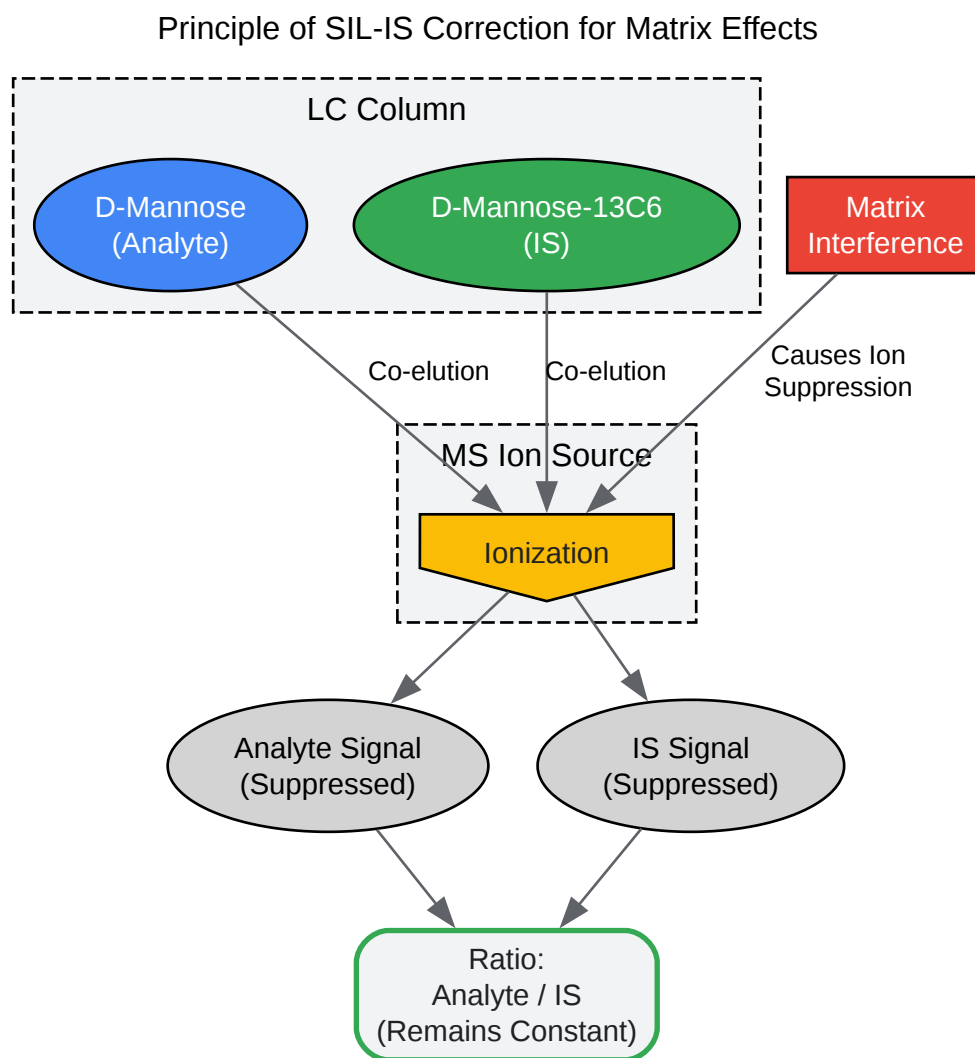 Principle of SIL-IS Correction for Matrix Effects
LC Column
D-Mannose
(Analyte)
D-Mannose-13C6
(IS)
Matrix
Interference
Co-elution
Co-elution
Causes Ion
Suppression
MS Ion Source
Ionization
Analyte Signal
(Suppressed)
IS Signal
(Suppressed)
Ratio:
Analyte / IS
(Remains Constant)